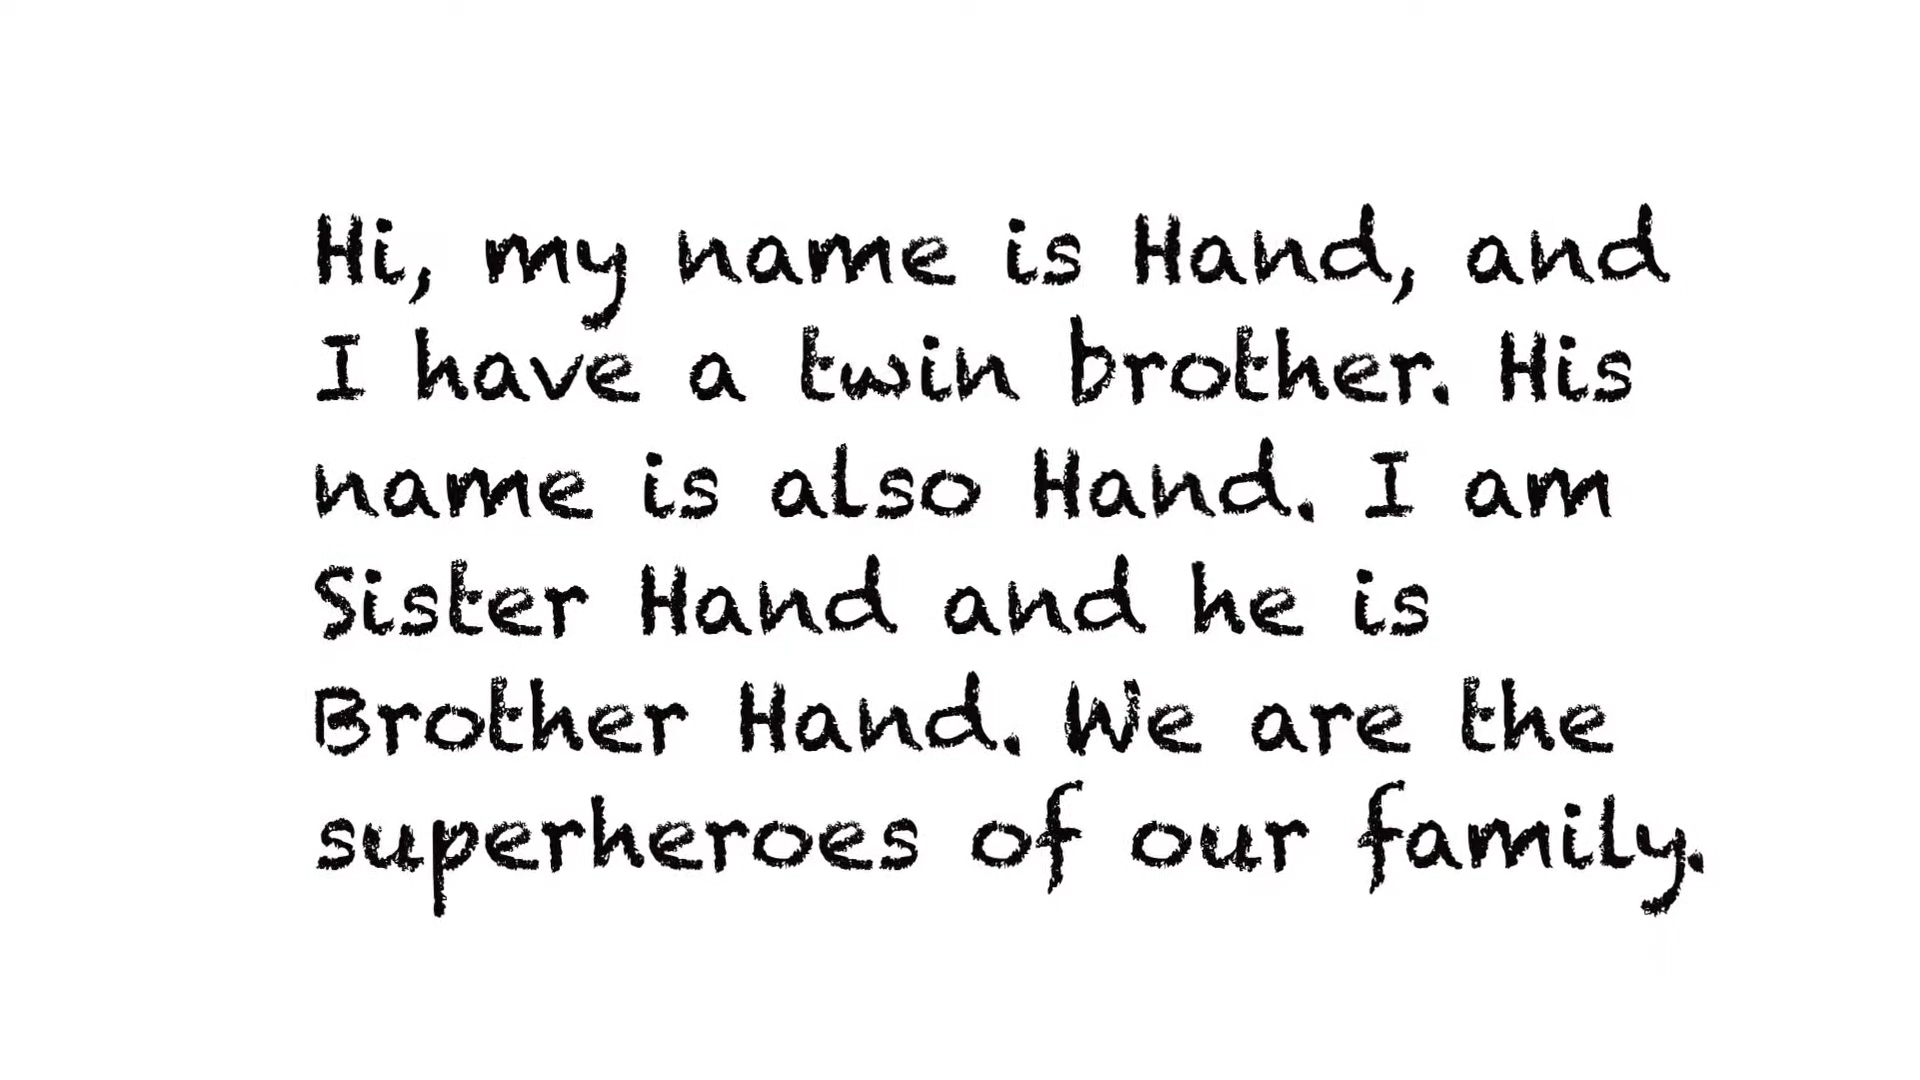 Hi, my name is Hand, and
I have a twin brother. His
name is also Hand. I am
Sister Hand and he is
Brother Hand. We are the
superheroes of our family.